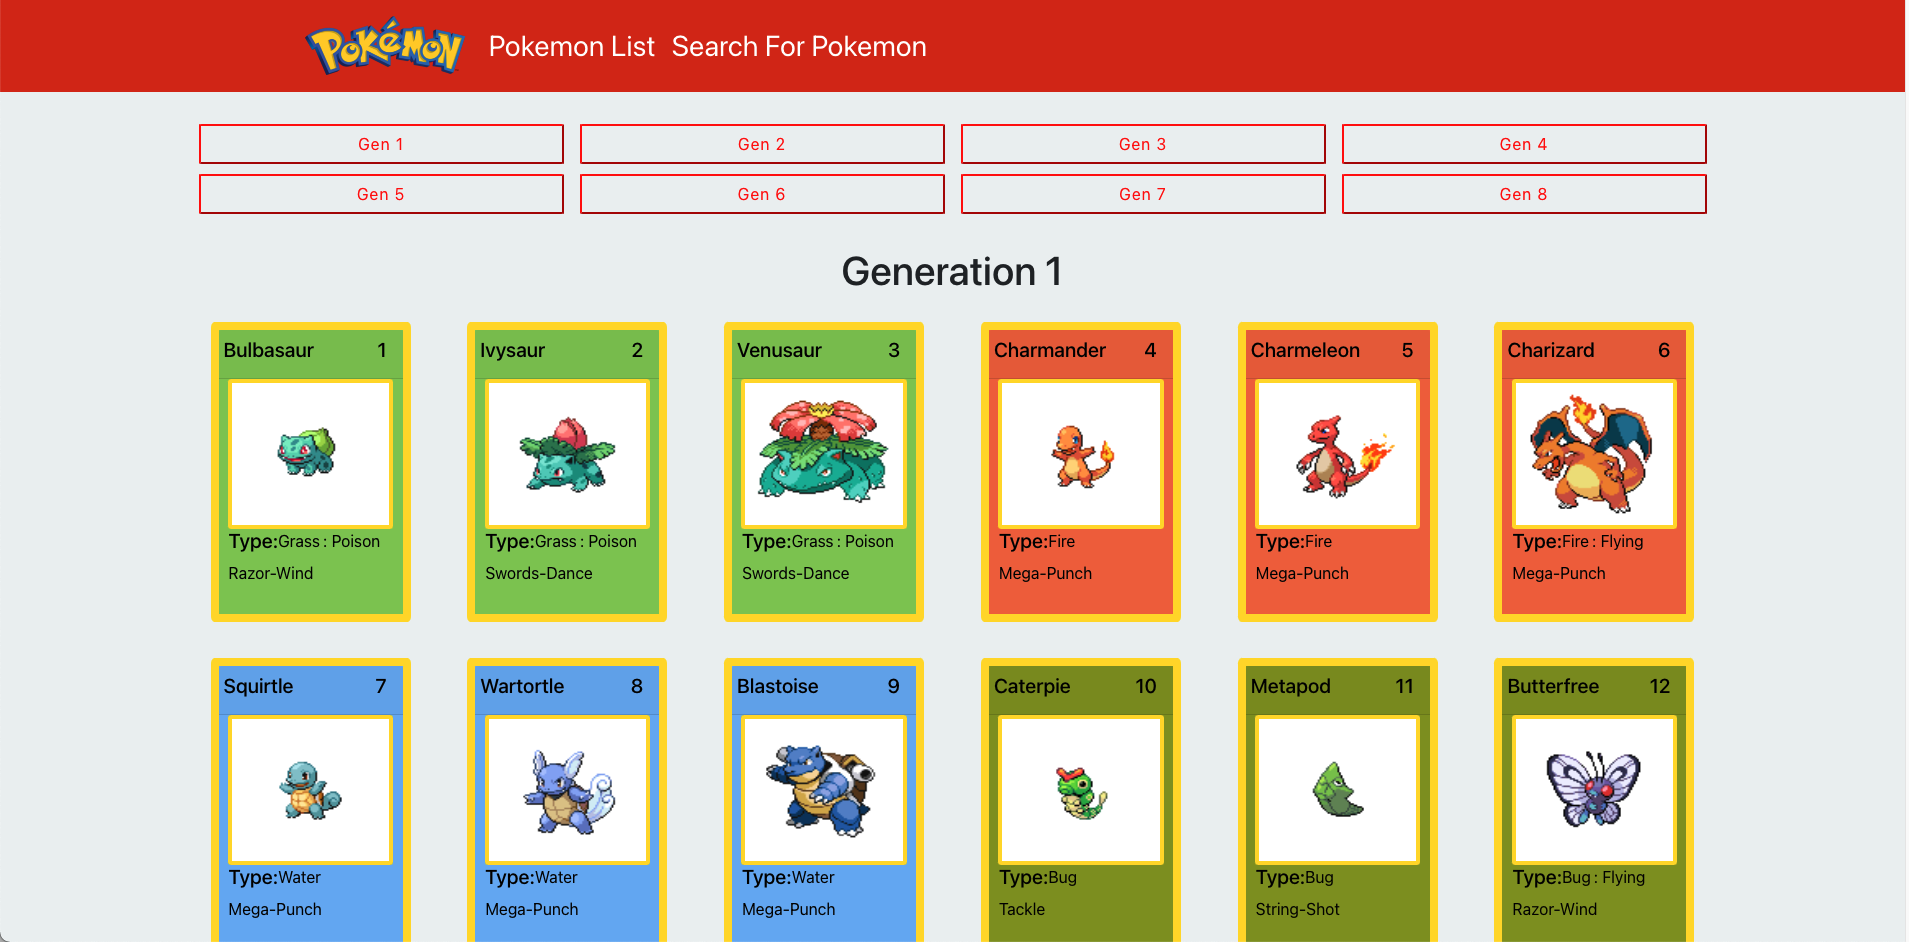 POKéMON Pokemon List Search For Pokemon
Gen 1 Gen 2 Gen 3 Gen 4
Gen 5 Gen 6 Gen 7 Gen 8
Generation 1
Bulbasaur 1 Ivysaur 2 Venusaur 3 Charmander 4 Charmeleon 5 Charizard 6
Type:Grass : Poison Type:Grass : Poison Type:Grass : Poison Type:Fire Type:Fire Type:Fire : Flying
Razor-Wind Swords-Dance Swords-Dance Mega-Punch Mega-Punch Mega-Punch
Squirtle 7 Wartortle 8 Blastoise 9 Caterpie 10 Metapod 11 Butterfree 12
Type:Water Type:Water Type:Water Type:Bug Type:Bug Type:Bug : Flying
Mega-Punch Mega-Punch Mega-Punch Tackle String-Shot Razor-Wind